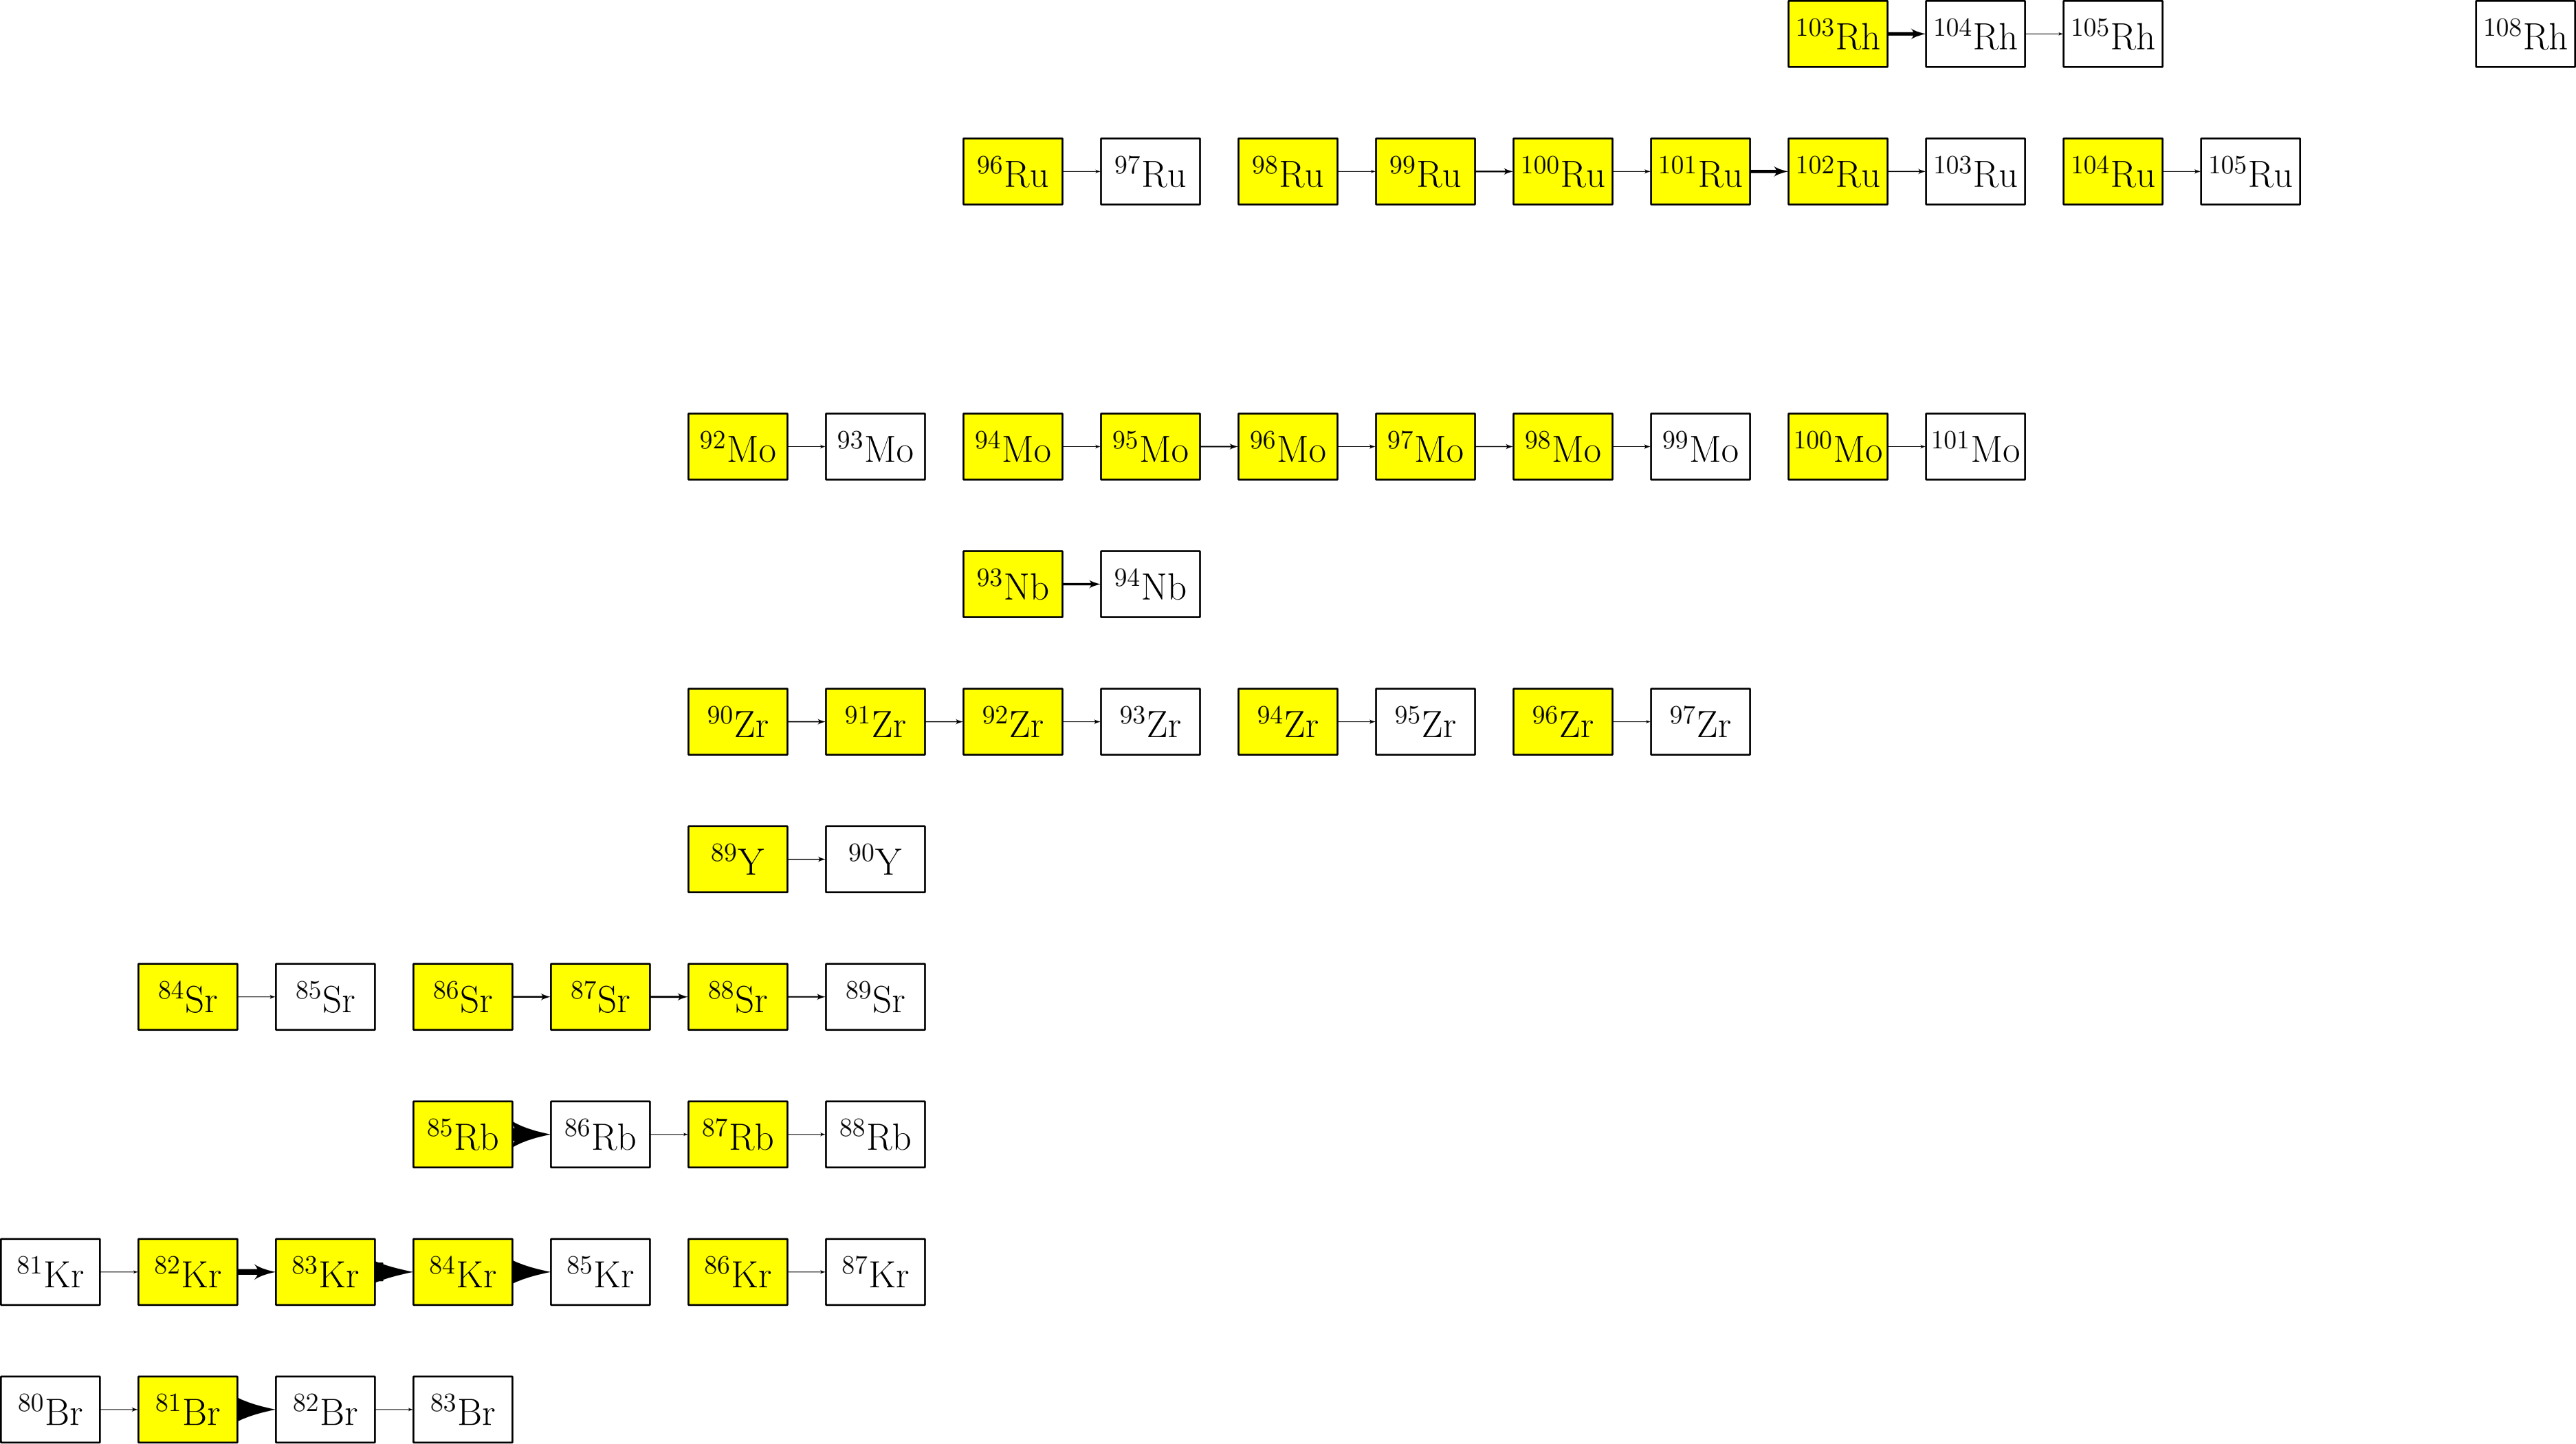 ¹⁰³Rh ¹⁰⁴Rh ¹⁰⁵Rh ¹⁰⁸Rh
⁹⁶Ru ⁹⁷Ru ⁹⁸Ru ⁹⁹Ru ¹⁰⁰Ru ¹⁰¹Ru ¹⁰²Ru ¹⁰³Ru ¹⁰⁴Ru ¹⁰⁵Ru
⁹²Mo ⁹³Mo ⁹⁴Mo ⁹⁵Mo ⁹⁶Mo ⁹⁷Mo ⁹⁸Mo ⁹⁹Mo ¹⁰⁰Mo ¹⁰¹Mo
⁹³Nb ⁹⁴Nb
⁹⁰Zr ⁹¹Zr ⁹²Zr ⁹³Zr ⁹⁴Zr ⁹⁵Zr ⁹⁶Zr ⁹⁷Zr
⁸⁹Y ⁹⁰Y
⁸⁴Sr ⁸⁵Sr ⁸⁶Sr ⁸⁷Sr ⁸⁸Sr ⁸⁹Sr
⁸⁵Rb ⁸⁶Rb ⁸⁷Rb ⁸⁸Rb
⁸¹Kr ⁸²Kr ⁸³Kr ⁸⁴Kr ⁸⁵Kr ⁸⁶Kr ⁸⁷Kr
⁸⁰Br ⁸¹Br ⁸²Br ⁸³Br